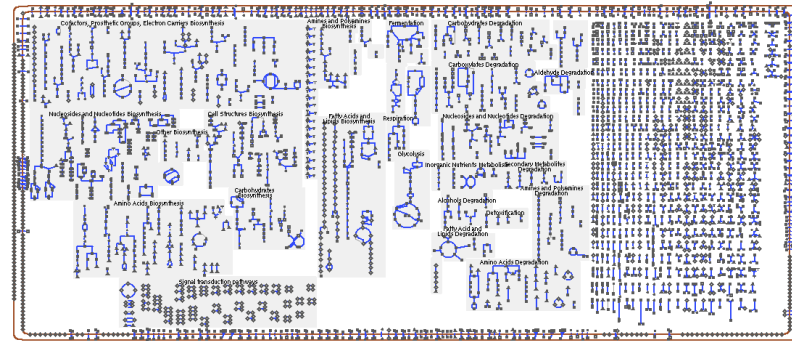 Cofactors, Prosthetic Groups, Electron Carriers Biosynthesis
Amines and Polyamines
Biosynthesis
Fermentation
Carbohydrates Degradation
Carboxylates Degradation
Aldehyde Degradation
Nucleosides and Nucleotides Biosynthesis
Cell Structures Biosynthesis
Other Biosynthesis
Fatty Acids and
Lipids Biosynthesis
Respiration
Nucleosides and Nucleotides Degradation
Glycolysis
Inorganic Nutrients Metabolism
Secondary Metabolites
Degradation
Carbohydrates
Biosynthesis
Amines and Polyamines
Degradation
Amino Acids Biosynthesis
Alcohols Degradation
Detoxification
Fatty Acid and
Lipids Degradation
Amino Acids Degradation
Signal transduction pathways